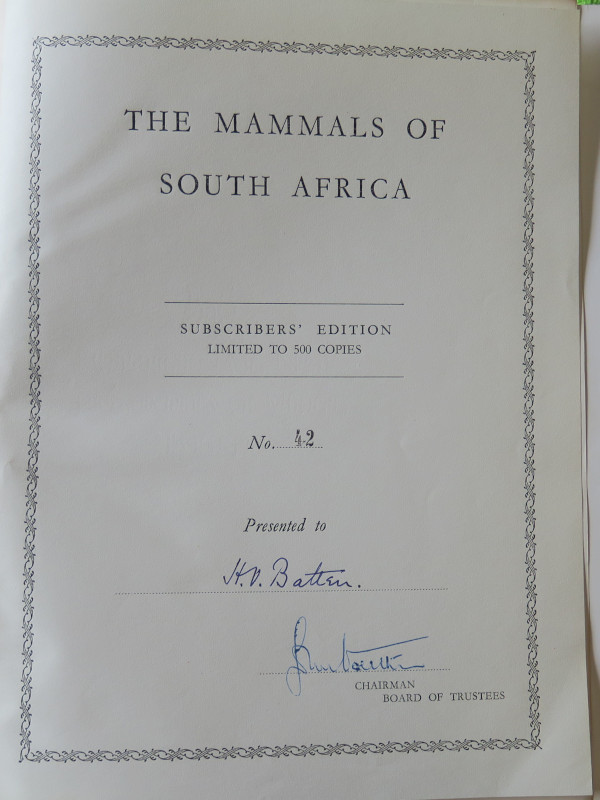 THE MAMMALS OF
SOUTH AFRICA
SUBSCRIBERS' EDITION
LIMITED TO 500 COPIES
No. 42
Presented to
H.V. Batten.
CHAIRMAN
BOARD OF TRUSTEES